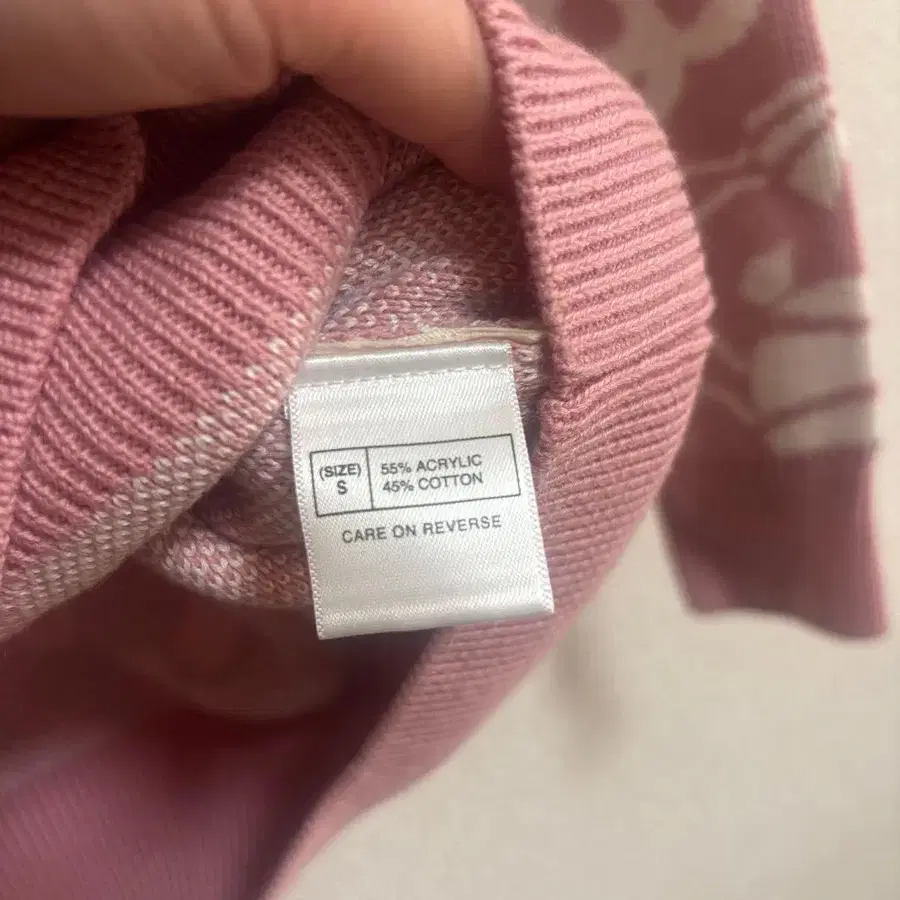 (SIZE)
S
55% ACRYLIC
45% COTTON
CARE ON REVERSE